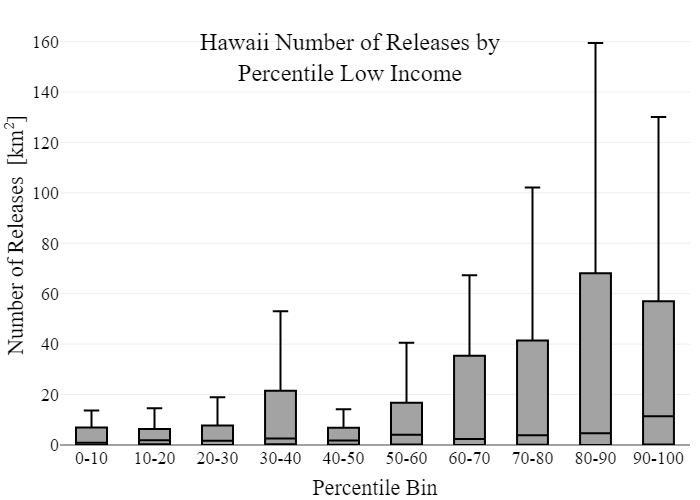 Hawaii Number of Releases by
Percentile Low Income
Number of Releases [km²]
160
140
120
100
80
60
40
20
0
0-10 10-20 20-30 30-40 40-50 50-60 60-70 70-80 80-90 90-100
Percentile Bin